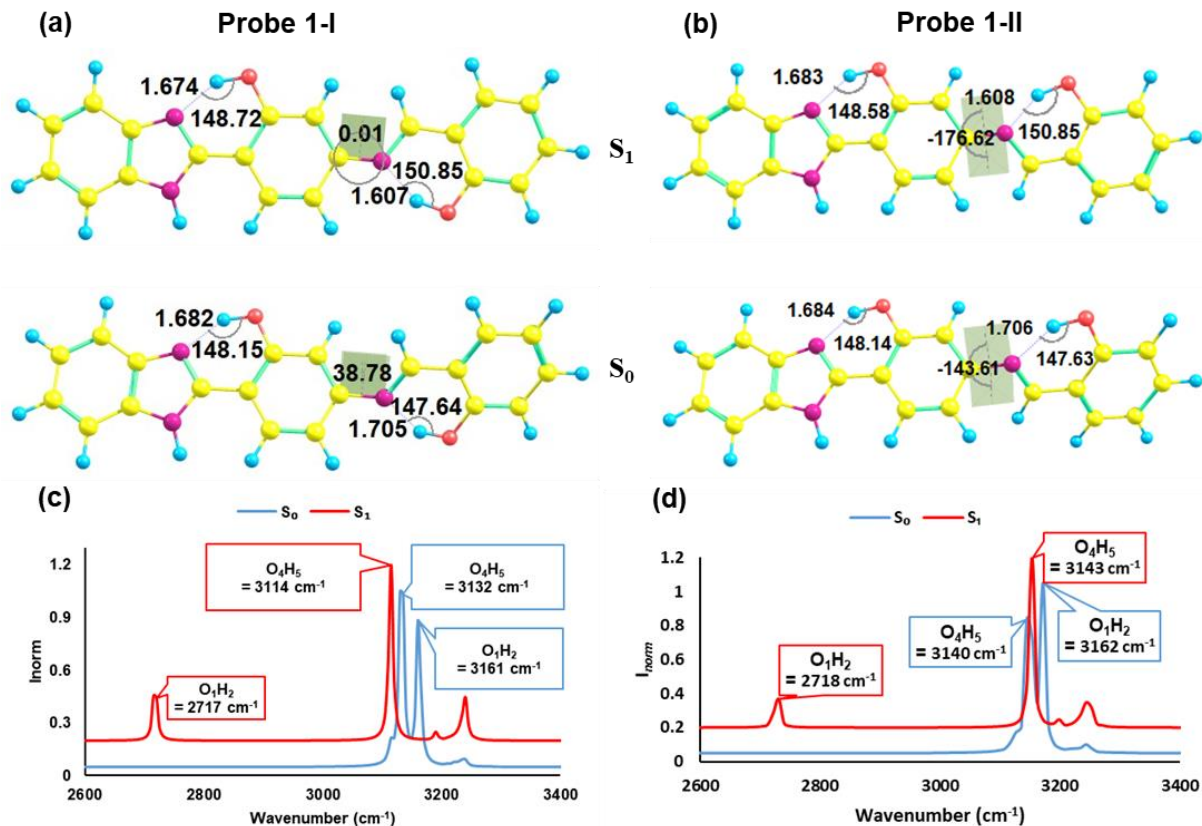 (a)
Probe 1-I
1.674
148.72
0.01
150.85
1.607
S₁
(b)
Probe 1-II
1.683
148.58
1.608
-176.62
150.85
1.682
148.15
38.78
147.64
1.705
S₀
1.684
148.14
1.706
-143.61
147.63
(c)
S₀ S₁
O₄H₅
= 3114 cm⁻¹
O₄H₅
= 3132 cm⁻¹
O₁H₂
= 3161 cm⁻¹
O₁H₂
= 2717 cm⁻¹
Inorm
1.2
0.9
0.6
0.3
0
2600 2800 3000 3200 3400
Wavenumber (cm⁻¹)
(d)
S₀ S₁
O₄H₅
= 3143 cm⁻¹
O₄H₅
= 3140 cm⁻¹
O₁H₂
= 3162 cm⁻¹
O₁H₂
= 2718 cm⁻¹
Inorm
1.2
1
0.8
0.6
0.4
0.2
0
2600 2800 3000 3200 3400
Wavenumber (cm⁻¹)